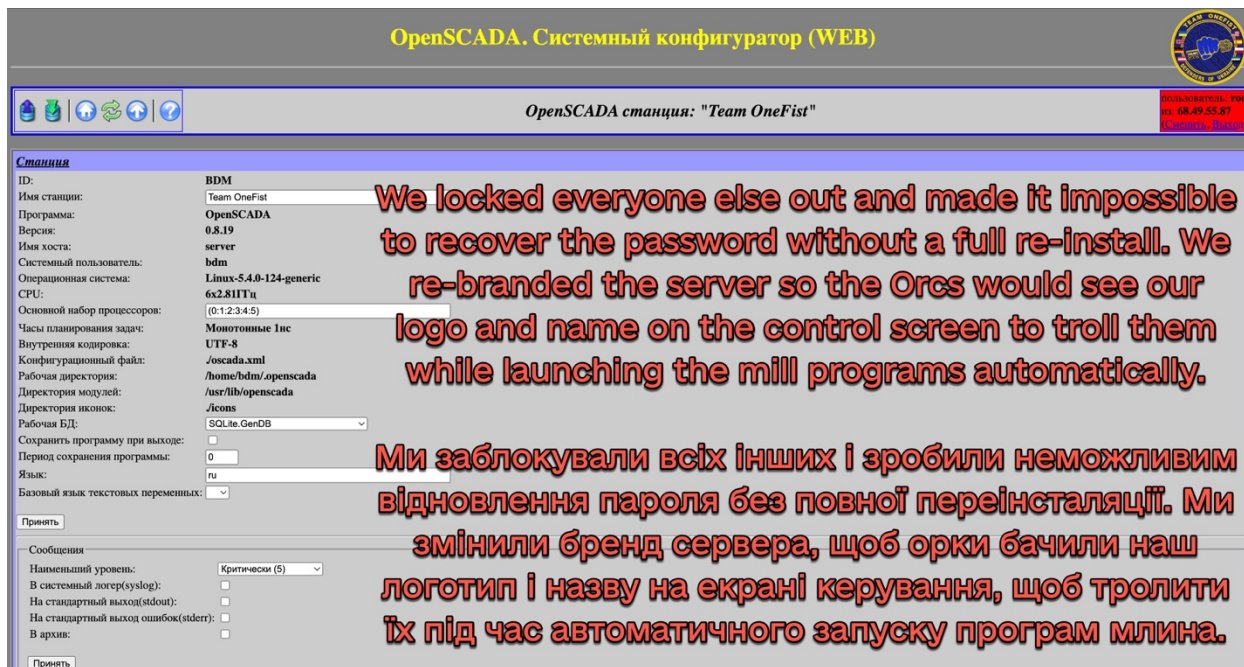 OpenSCADA. Системный конфигуратор (WEB)
TEAM ONEFIST
DEFENDERS OF UKRAINE
OpenSCADA станция: "Team OneFist"
пользователь: roo
из: 68.49.55.87
(Сменить, Выход
Станция
ID: BDM
Имя станции: Team OneFist
Программа: OpenSCADA
Версия: 0.8.19
Имя хоста: server
Системный пользователь: bdm
Операционная система: Linux-5.4.0-124-generic
CPU: 6x2.81ГГц
Основной набор процессоров: (0:1:2:3:4:5)
Часы планирования задач: Монотонные 1нс
Внутренняя кодировка: UTF-8
Конфигурационный файл: ./oscada.xml
Рабочая директория: /home/bdm/.openscada
Директория модулей: /usr/lib/openscada
Директория иконок: ./icons
Рабочая БД: SQLite.GenDB
Сохранить программу при выходе:
Период сохранения программы: 0
Язык: ru
Базовый язык текстовых переменных:
Принять
Сообщения
Наименьший уровень: Критически (5)
В системный логер(syslog):
На стандартный выход(stdout):
На стандартный выход ошибок(stderr):
В архив:
Принять
We locked everyone else out and made it impossible
to recover the password without a full re-install. We
re-branded the server so the Orcs would see our
logo and name on the control screen to troll them
while launching the mill programs automatically.
Ми заблокували всіх інших і зробили неможливим
відновлення пароля без повної переінсталяції. Ми
змінили бренд сервера, щоб орки бачили наш
логотип і назву на екрані керування, щоб тролити
їх під час автоматичного запуску програм млина.